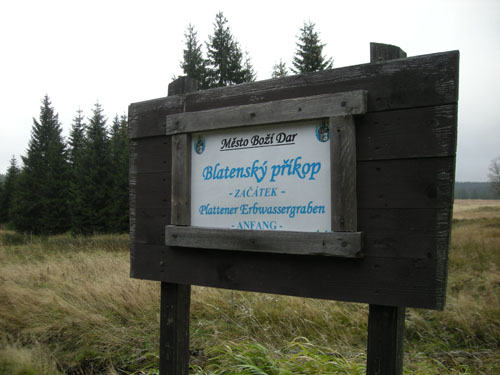 Město Boží Dar
Blatenský příkop
- ZAČÁTEK -
Plattener Erbwassergraben
- ANFANG -